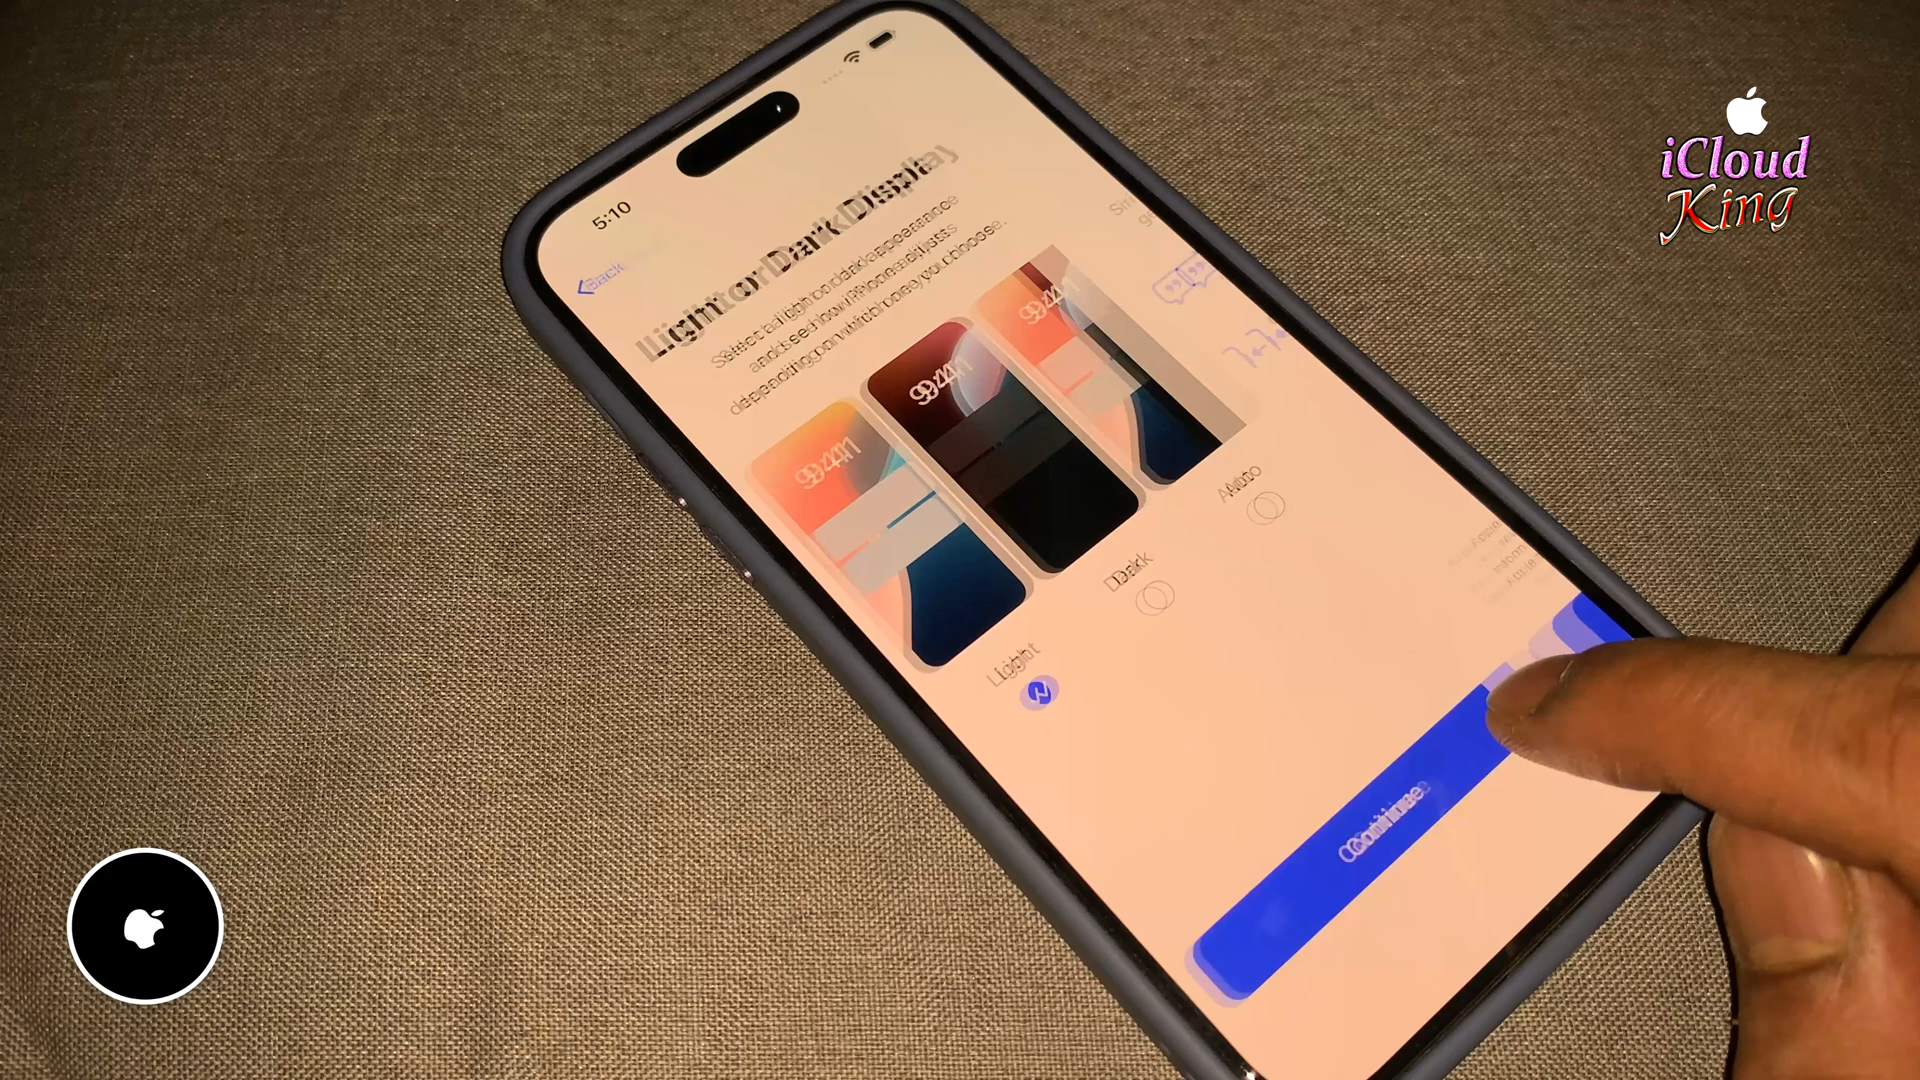 iCloud
King
5:10
Back
Light or Dark Display
Select a light or dark appearance
and see how iPhone adjusts
depending on which one you choose.
9:41
9:41
9:41
Light
Dark
Auto
Continue